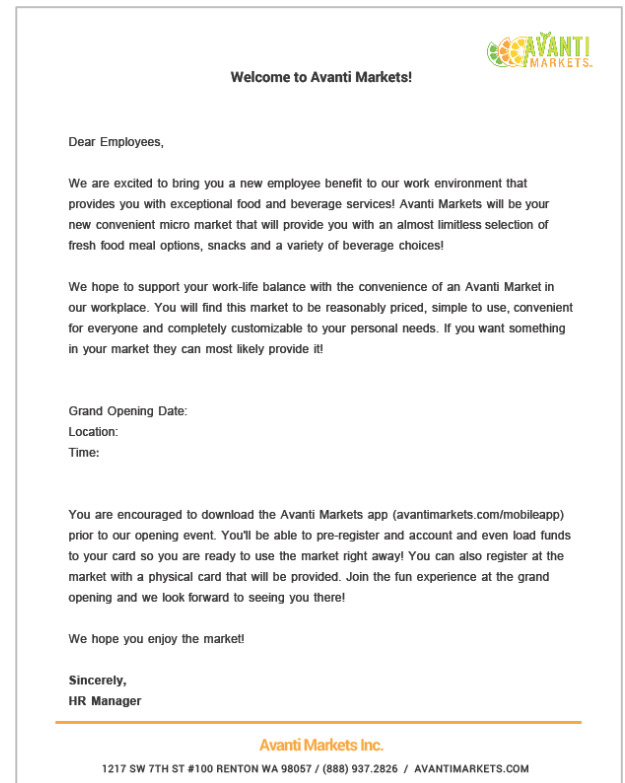 AVANTI
MARKETS
Welcome to Avanti Markets!
Dear Employees,
We are excited to bring you a new employee benefit to our work environment that
provides you with exceptional food and beverage services! Avanti Markets will be your
new convenient micro market that will provide you with an almost limitless selection of
fresh food meal options, snacks and a variety of beverage choices!
We hope to support your work-life balance with the convenience of an Avanti Market in
our workplace. You will find this market to be reasonably priced, simple to use, convenient
for everyone and completely customizable to your personal needs. If you want something
in your market they can most likely provide it!
Grand Opening Date:
Location:
Time:
You are encouraged to download the Avanti Markets app (avantimarkets.com/mobileapp)
prior to our opening event. You'll be able to pre-register and account and even load funds
to your card so you are ready to use the market right away! You can also register at the
market with a physical card that will be provided. Join the fun experience at the grand
opening and we look forward to seeing you there!
We hope you enjoy the market!
Sincerely,
HR Manager
Avanti Markets Inc.
1217 SW 7TH ST #100 RENTON WA 98057 / (888) 937.2826 / AVANTIMARKETS.COM